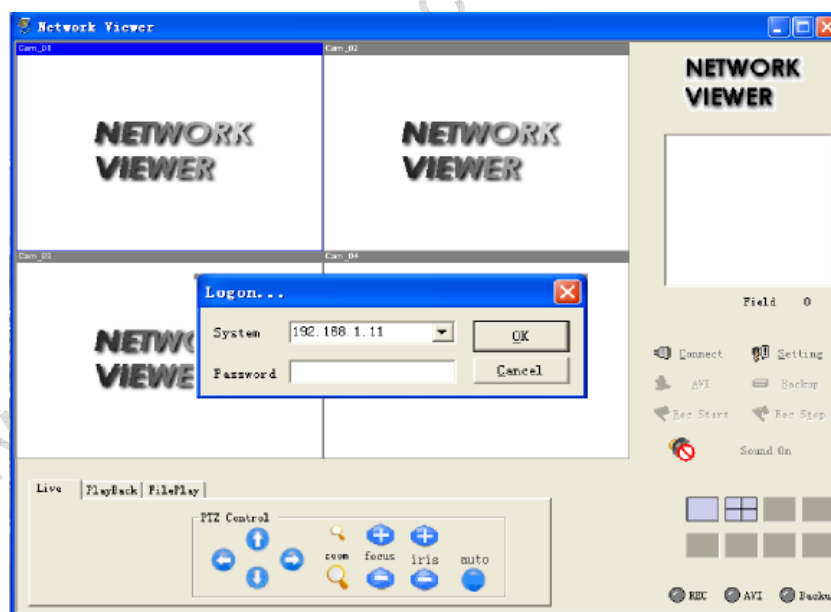 Network Viewer
Cam_01
Cam_02
NETWORK
VIEWER
NETWORK
VIEWER
NETWORK
VIEWER
Cam_03
Cam_04
Logon...
System
192.168.1.11
OK
Password
Cancel
Field 0
Connect
Setting
AVI
Backup
Rec Start
Rec Stop
Sound On
Live
PlayBack
FilePlay
PTZ Control
zoom
focus
iris
auto
REC
AVI